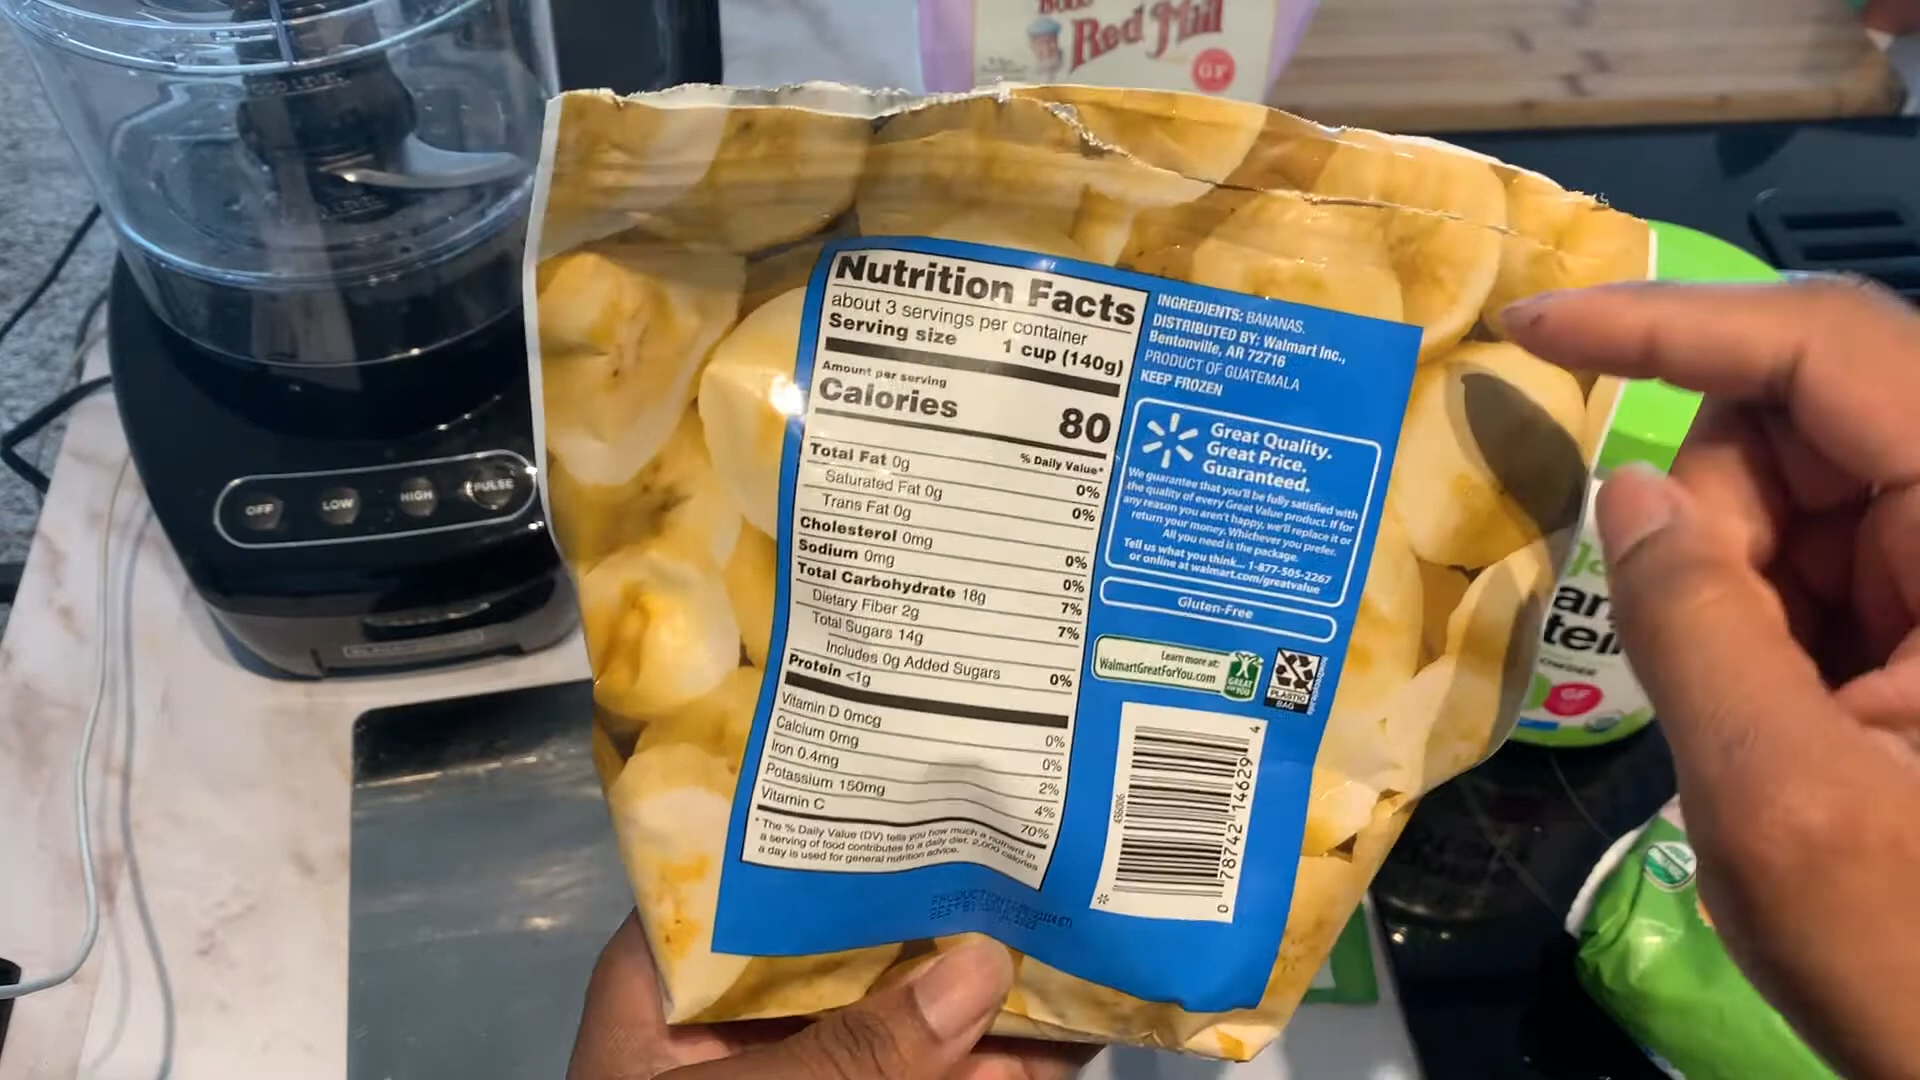 Red Mill
GF
OFF
LOW
HIGH
PULSE
Nutrition Facts
about 3 servings per container
Serving size 1 cup (140g)
Amount per serving
Calories 80
% Daily Value*
Total Fat 0g 0%
Saturated Fat 0g 0%
Trans Fat 0g
Cholesterol 0mg 0%
Sodium 0mg 0%
Total Carbohydrate 18g 7%
Dietary Fiber 2g 7%
Total Sugars 14g
Includes 0g Added Sugars 0%
Protein <1g
Vitamin D 0mcg 0%
Calcium 0mg 0%
Iron 0.4mg 2%
Potassium 150mg 4%
Vitamin C 70%
* The % Daily Value (DV) tells you how much a nutrient in
a serving of food contributes to a daily diet. 2,000 calories
a day is used for general nutrition advice.
INGREDIENTS: BANANAS.
DISTRIBUTED BY: Walmart Inc.,
Bentonville, AR 72716
PRODUCT OF GUATEMALA
KEEP FROZEN
Great Quality.
Great Price.
Guaranteed.
We guarantee that you'll be fully satisfied with
the quality of every Great Value product. If for
any reason you aren't happy, we'll replace it or
return your money. Whichever you prefer.
All you need is the package.
Tell us what you think... 1-877-505-2267
or online at walmart.com/greatvalue
Gluten-Free
Learn more at:
WalmartGreatForYou.com
GREAT
FOR YOU
PLASTIC
BAG
0 78742 14629 4
GF